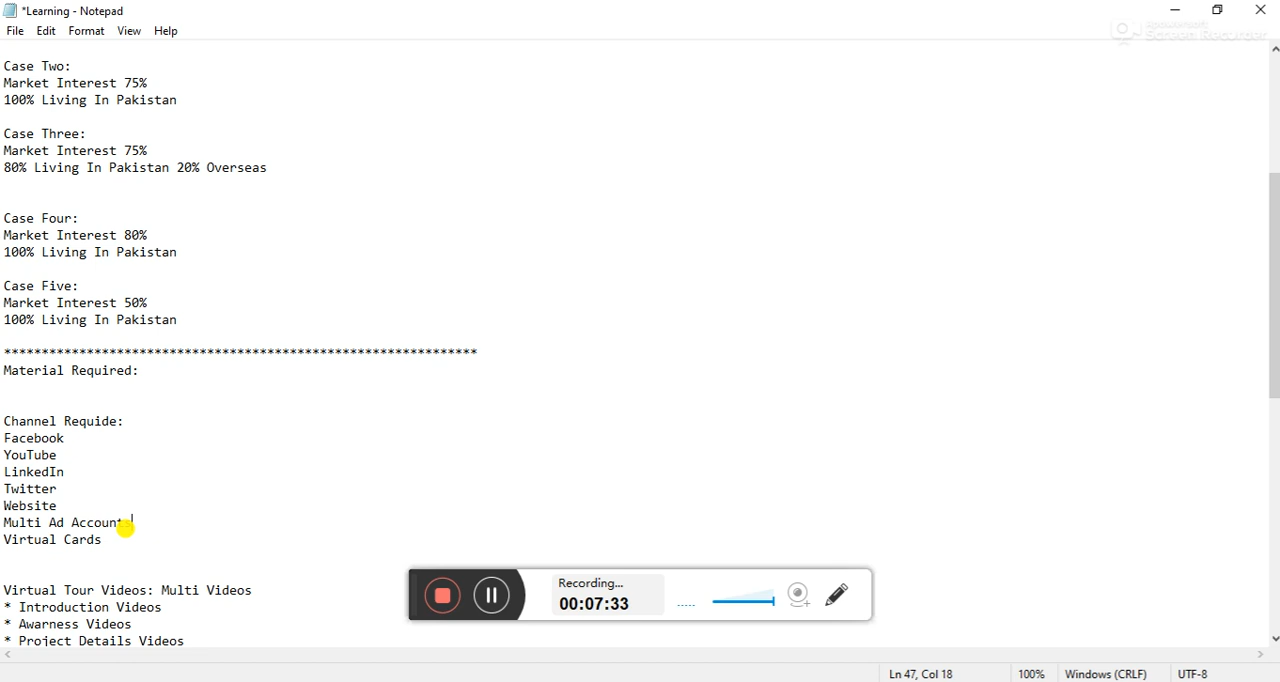 *Learning - Notepad
File Edit Format View Help
Apowersoft
Screen Recorder
Case Two:
Market Interest 75%
100% Living In Pakistan
Case Three:
Market Interest 75%
80% Living In Pakistan 20% Overseas
Case Four:
Market Interest 80%
100% Living In Pakistan
Case Five:
Market Interest 50%
100% Living In Pakistan
***************************************************************
Material Required:
Channel Requide:
Facebook
YouTube
LinkedIn
Twitter
Website
Multi Ad Accounts
Virtual Cards
Virtual Tour Videos: Multi Videos
* Introduction Videos
* Awarness Videos
* Project Details Videos
Recording...
00:07:33
Ln 47, Col 18 100% Windows (CRLF) UTF-8